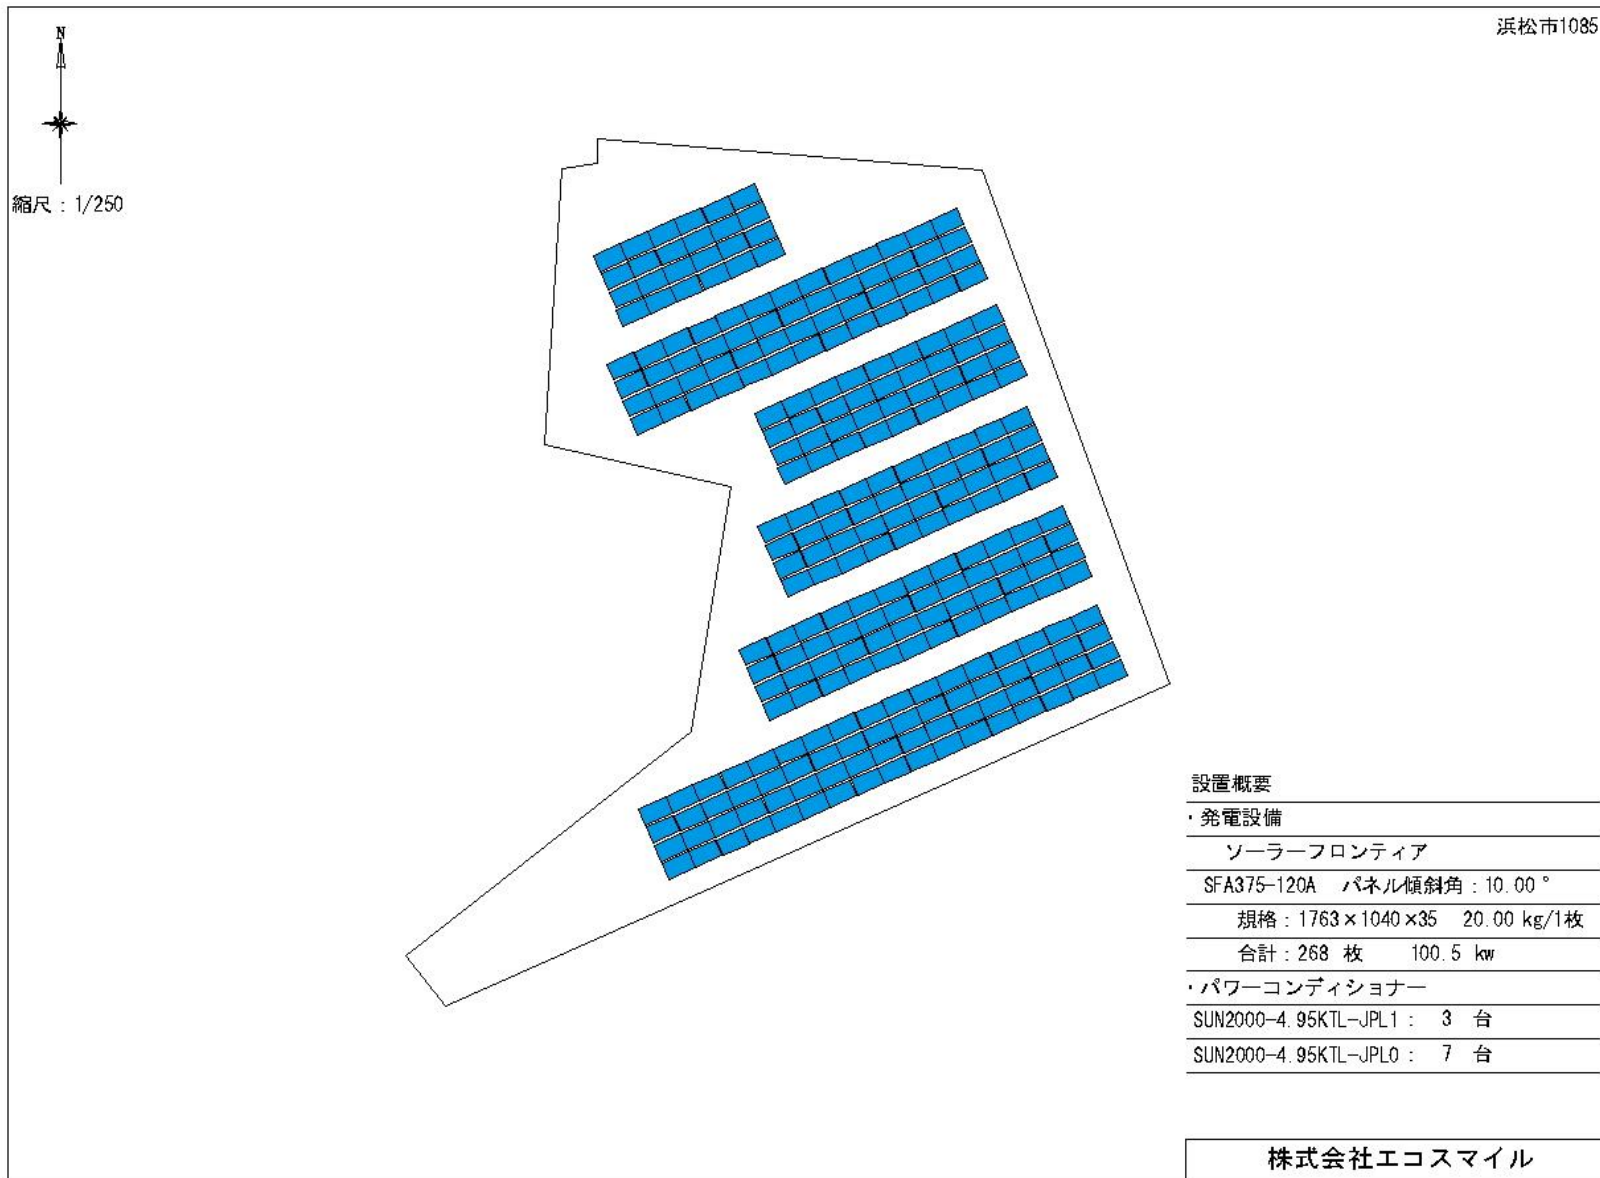 浜松市1085
N
縮尺：1/250
設置概要
・発電設備
ソーラーフロンティア
SFA375-120A　パネル傾斜角：10.00°
規格：1763×1040×35　20.00 kg/1枚
合計：268 枚　100.5 kw
・パワーコンディショナー
SUN2000-4.95KTL-JPL1：　3　台
SUN2000-4.95KTL-JPL0：　7　台
株式会社エコスマイル